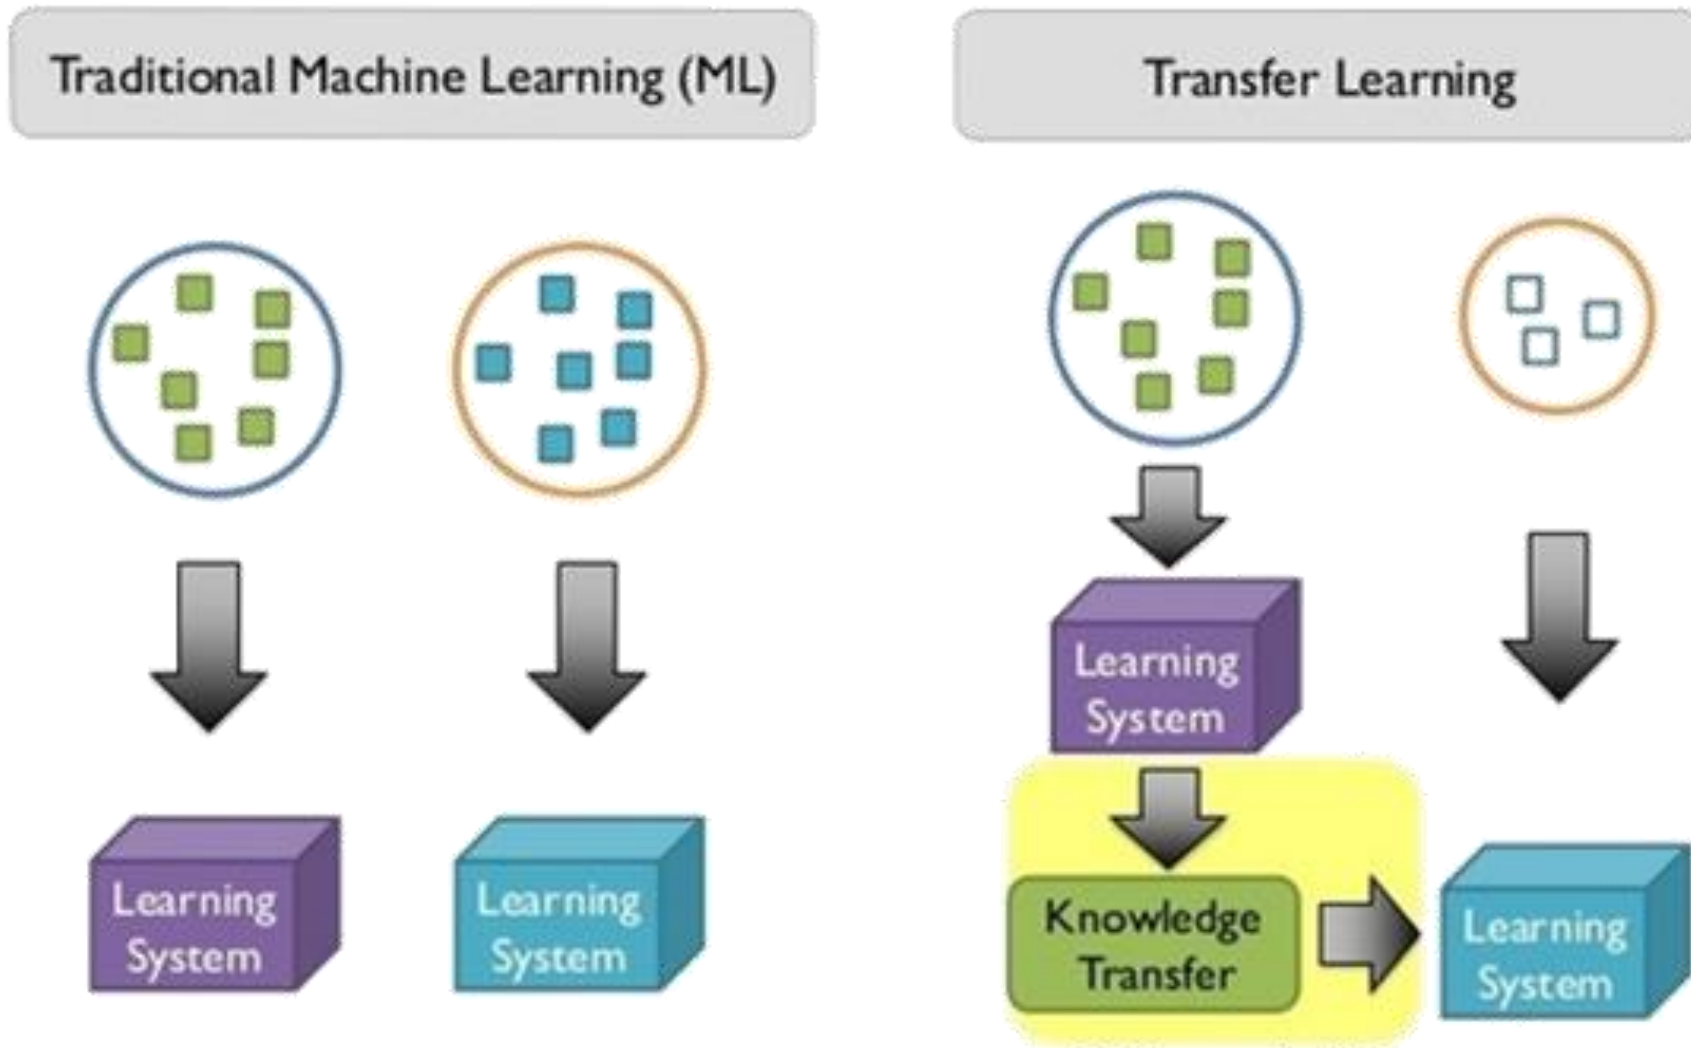 Traditional Machine Learning (ML)
Transfer Learning
Learning
System
Learning
System
Learning
System
Knowledge
Transfer
Learning
System